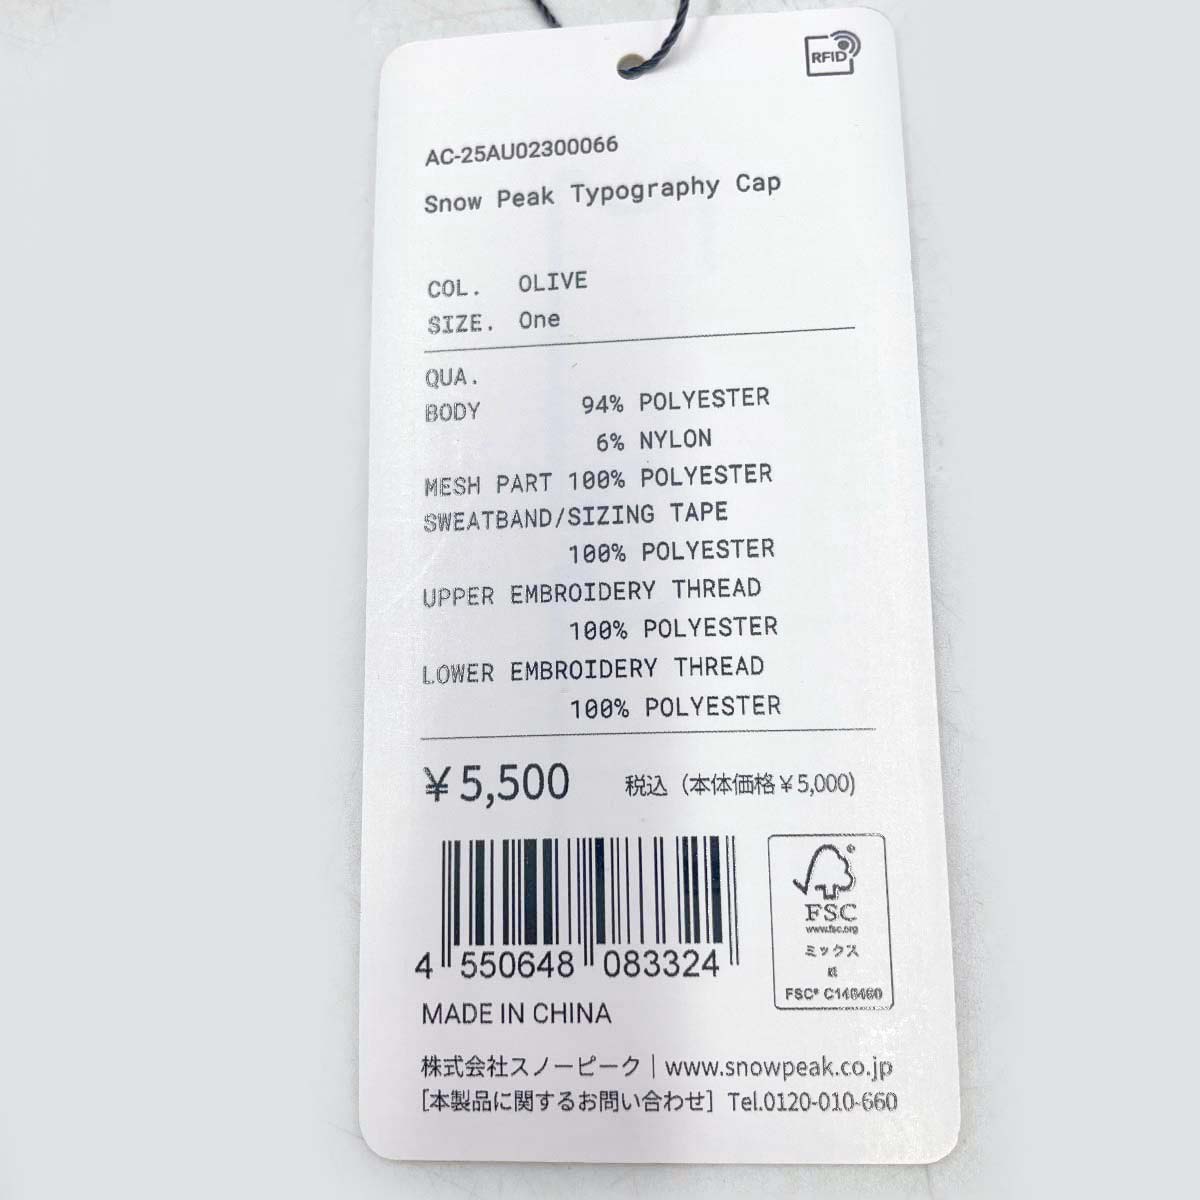 RFID
AC-25AU02300066
Snow Peak Typography Cap
COL. OLIVE
SIZE. One
QUA.
BODY 94% POLYESTER
6% NYLON
MESH PART 100% POLYESTER
SWEATBAND/SIZING TAPE
100% POLYESTER
UPPER EMBROIDERY THREAD
100% POLYESTER
LOWER EMBROIDERY THREAD
100% POLYESTER
¥5,500 税込（本体価格¥5,000)
FSC
www.fsc.org
ミックス
紙
FSC® C146460
4 550648 083324
MADE IN CHINA
株式会社スノーピーク｜www.snowpeak.co.jp
[本製品に関するお問い合わせ] Tel.0120-010-660